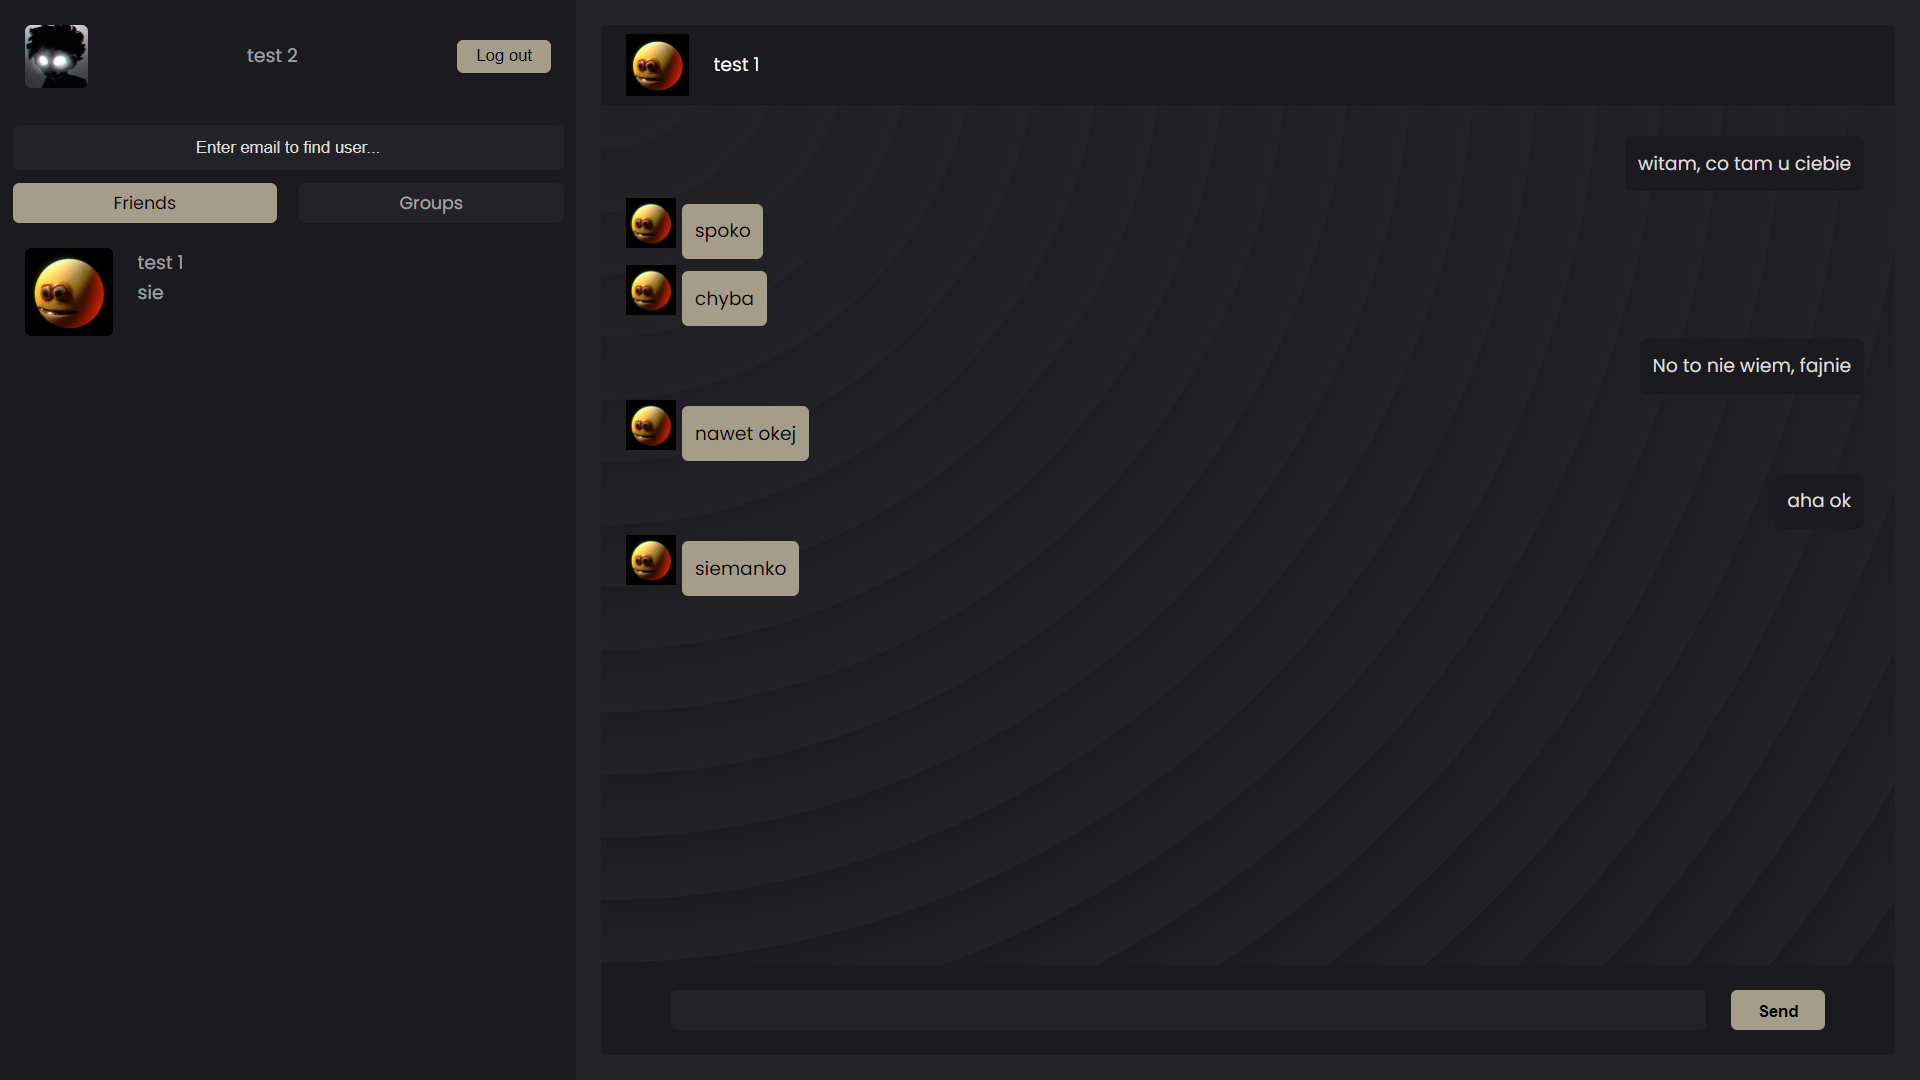 test 2
Log out
Enter email to find user...
Friends
Groups
test 1
sie
test 1
witam, co tam u ciebie
spoko
chyba
No to nie wiem, fajnie
nawet okej
aha ok
siemanko
Send